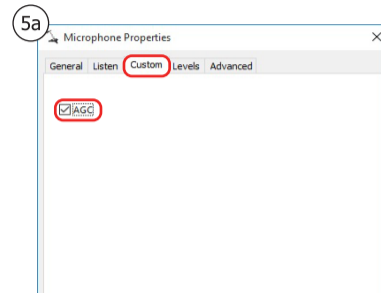 5a
Microphone Properties
General Listen Custom Levels Advanced
AGC